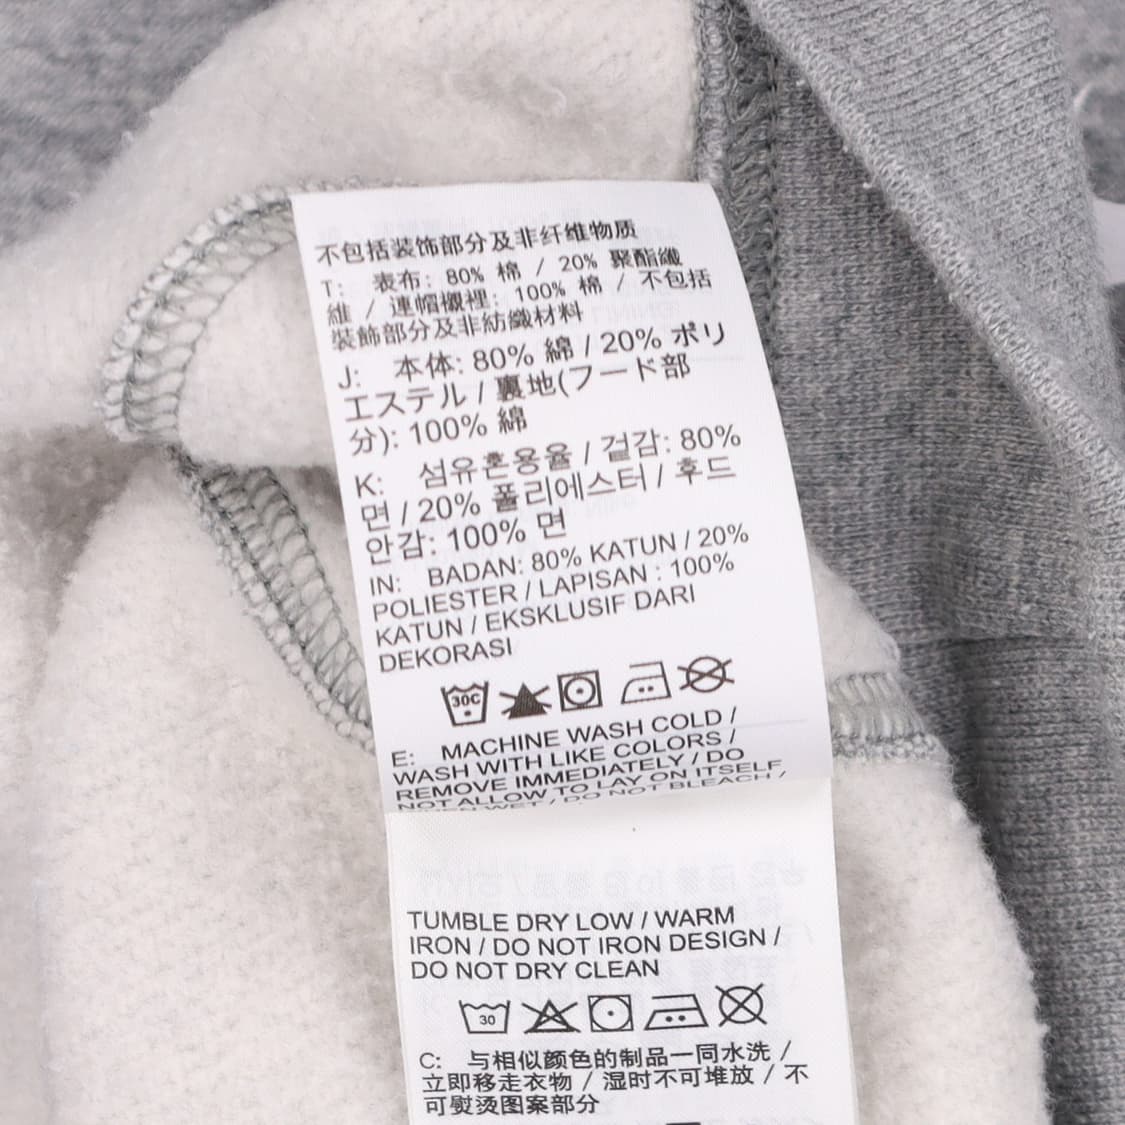 不包括装饰部分及非纤维物质
T: 表布: 80% 棉 / 20% 聚酯纖
維 / 連帽襯裡: 100% 棉 / 不包括
裝飾部分及非紡織材料
J: 本体: 80% 綿 / 20% ポリ
エステル / 裏地(フード部
分): 100% 綿
K: 섬유혼용율 / 겉감: 80%
면 / 20% 폴리에스터 / 후드
안감: 100% 면
IN: BADAN: 80% KATUN / 20%
POLIESTER / LAPISAN : 100%
KATUN / EKSKLUSIF DARI
DEKORASI
30C
E: MACHINE WASH COLD /
WASH WITH LIKE COLORS /
REMOVE IMMEDIATELY / DO
NOT ALLOW TO LAY ON ITSELF
WHEN WET / DO NOT BLEACH /
TUMBLE DRY LOW / WARM
IRON / DO NOT IRON DESIGN /
DO NOT DRY CLEAN
30
C: 与相似颜色的制品一同水洗 /
立即移走衣物 / 湿时不可堆放 / 不
可熨烫图案部分